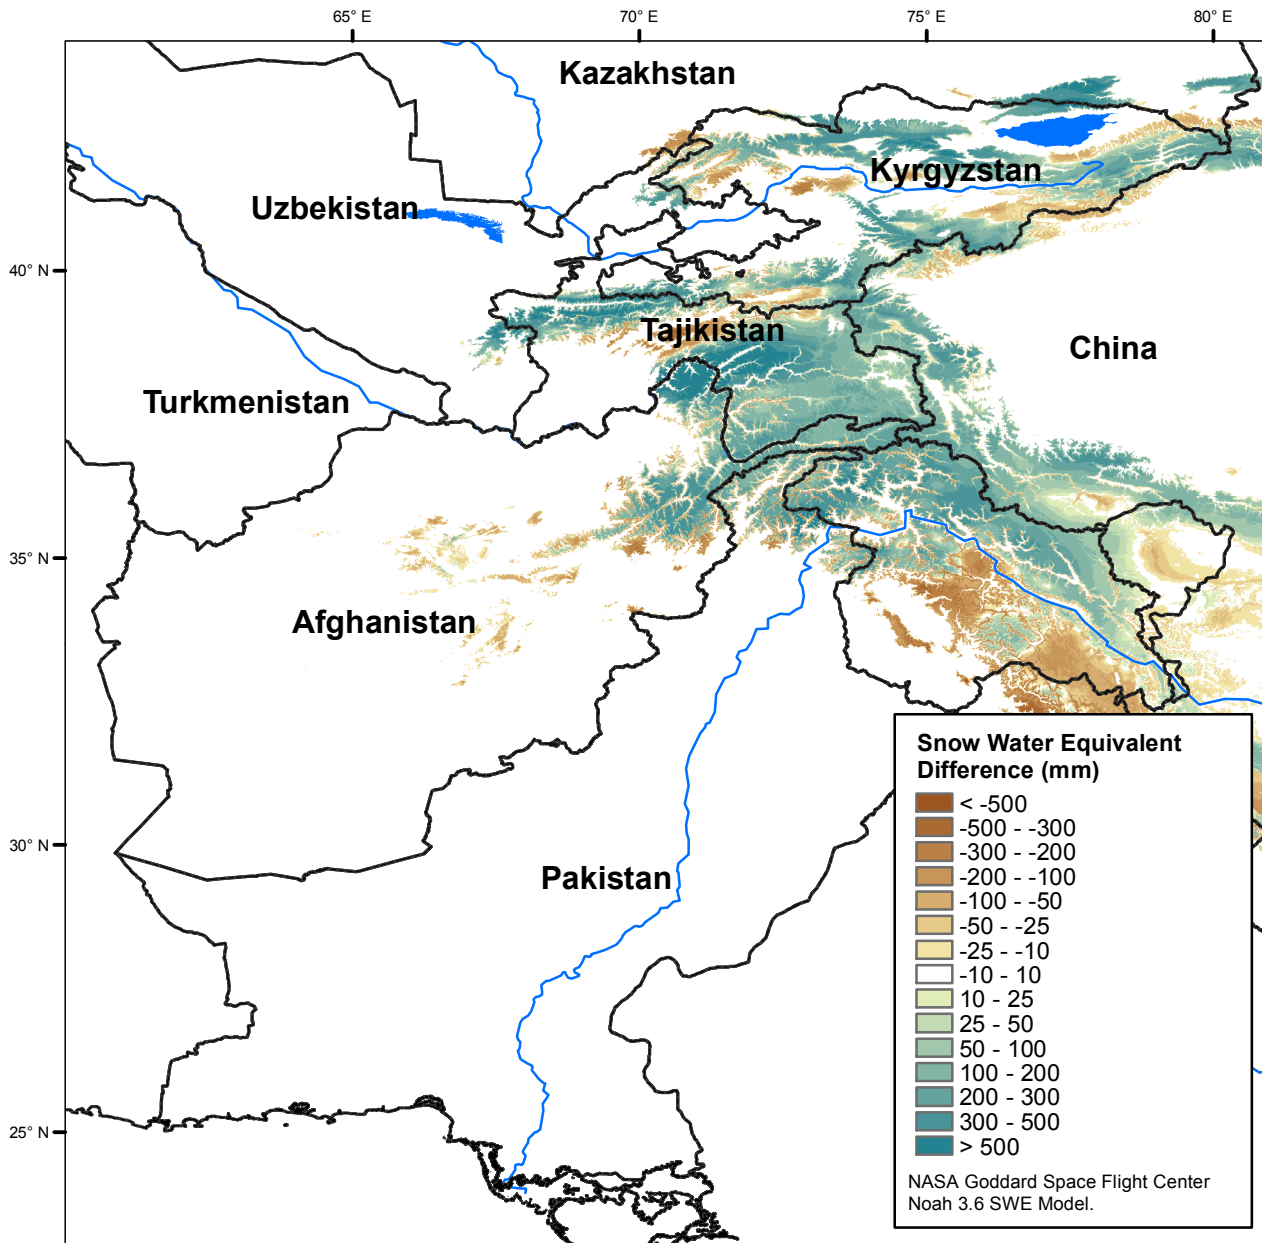 65° E
70° E
75° E
80° E
Kazakhstan
Kyrgyzstan
Uzbekistan
40° N
Tajikistan
China
Turkmenistan
35° N
Afghanistan
30° N
Pakistan
25° N
Snow Water Equivalent
Difference (mm)
< -500
-500 - -300
-300 - -200
-200 - -100
-100 - -50
-50 - -25
-25 - -10
-10 - 10
10 - 25
25 - 50
50 - 100
100 - 200
200 - 300
300 - 500
> 500
NASA Goddard Space Flight Center
Noah 3.6 SWE Model.